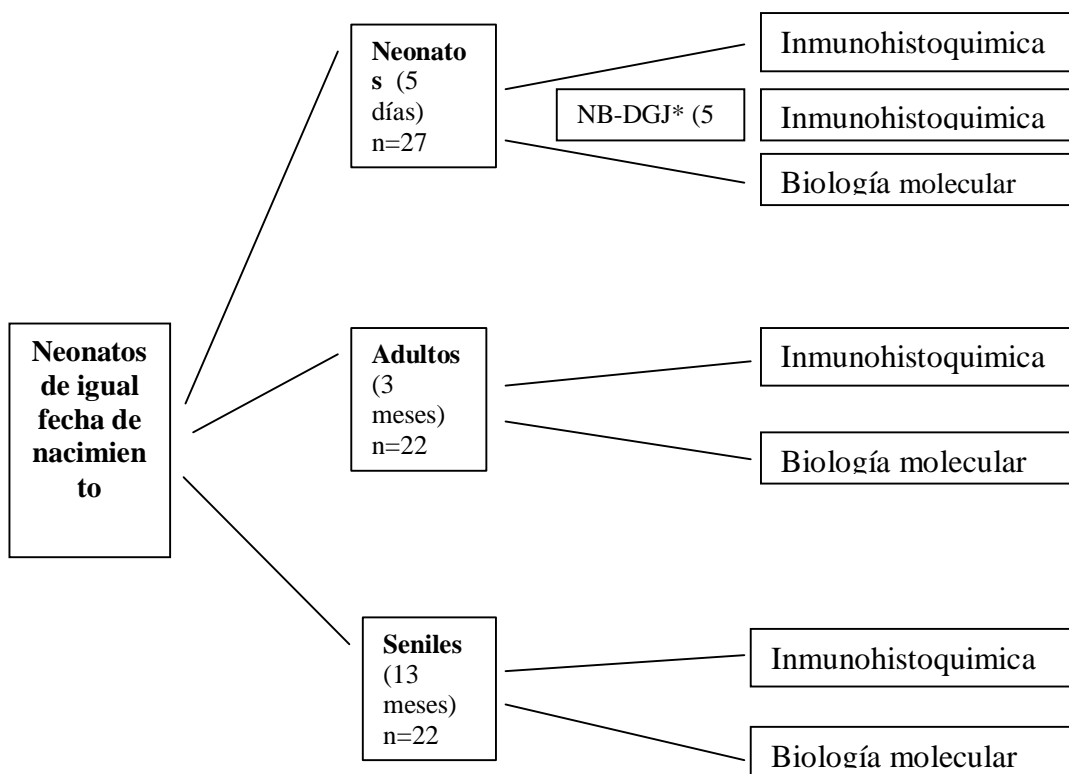 Neonatos
de igual
fecha de
nacimien
to
Neonato
s (5
días)
n=27
Inmunohistoquimica
NB-DGJ* (5
Inmunohistoquimica
Biología molecular
Adultos
(3
meses)
n=22
Inmunohistoquimica
Biología molecular
Seniles
(13
meses)
n=22
Inmunohistoquimica
Biología molecular